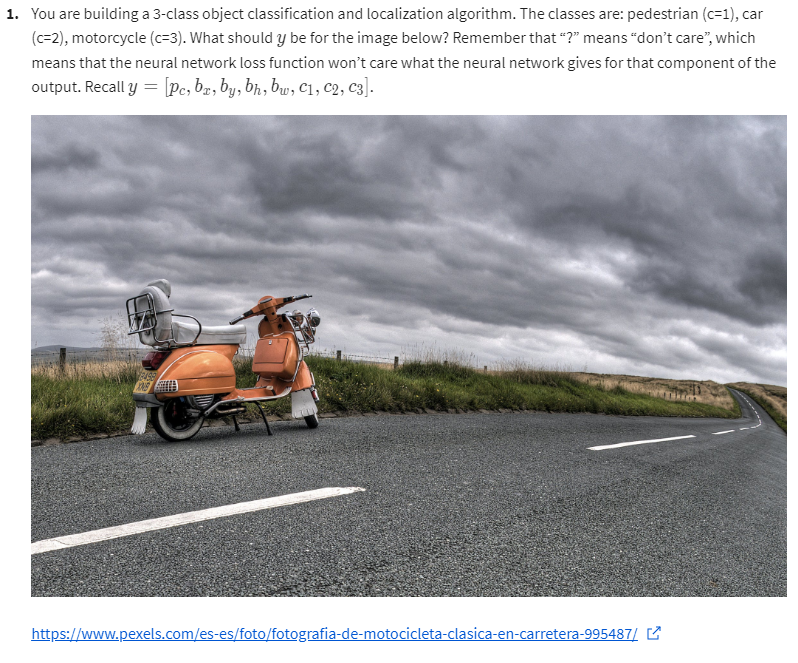 1. You are building a 3-class object classification and localization algorithm. The classes are: pedestrian (c=1), car
(c=2), motorcycle (c=3). What should y be for the image below? Remember that “?” means “don’t care”, which
means that the neural network loss function won’t care what the neural network gives for that component of the
output. Recall y = [p_c, b_x, b_y, b_h, b_w, c_1, c_2, c_3].
https://www.pexels.com/es-es/foto/fotografia-de-motocicleta-clasica-en-carretera-995487/